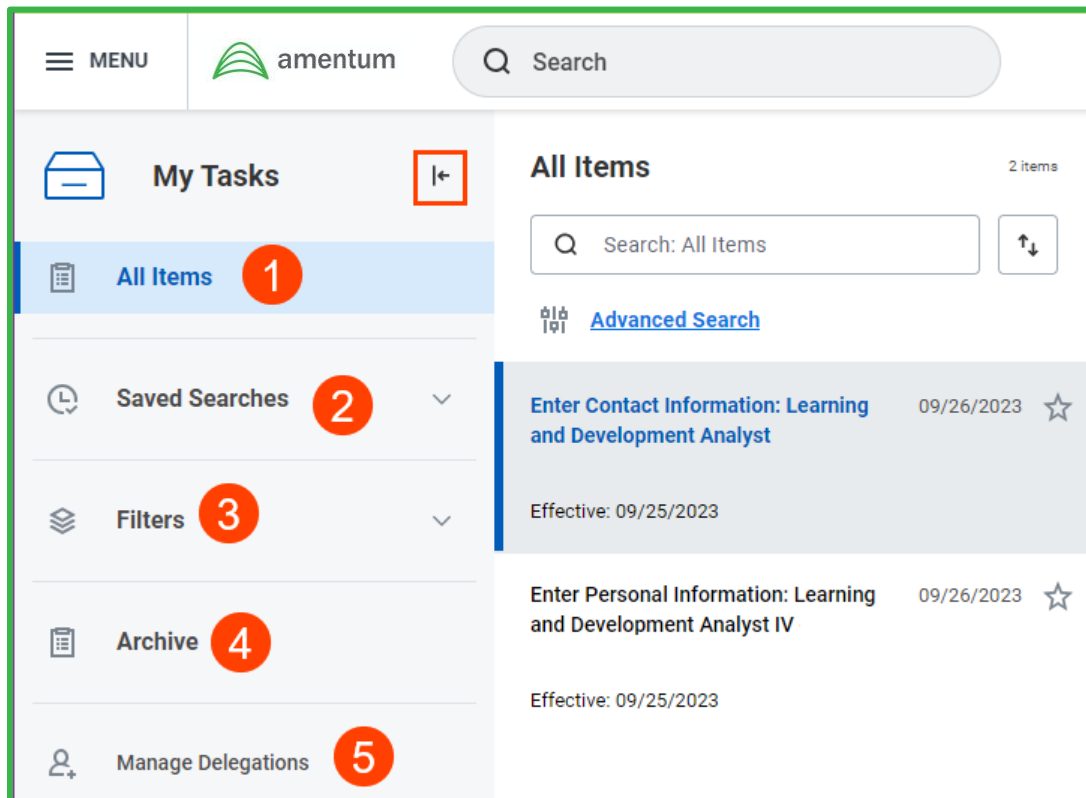 MENU
amentum
Search
My Tasks
All Items
1
Saved Searches
2
Filters
3
Archive
4
Manage Delegations
5
All Items
2 items
Search: All Items
Advanced Search
Enter Contact Information: Learning
and Development Analyst
09/26/2023
Effective: 09/25/2023
Enter Personal Information: Learning
and Development Analyst IV
09/26/2023
Effective: 09/25/2023